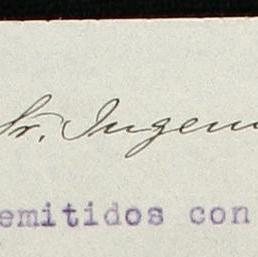 Sr. Ingen
emitidos con